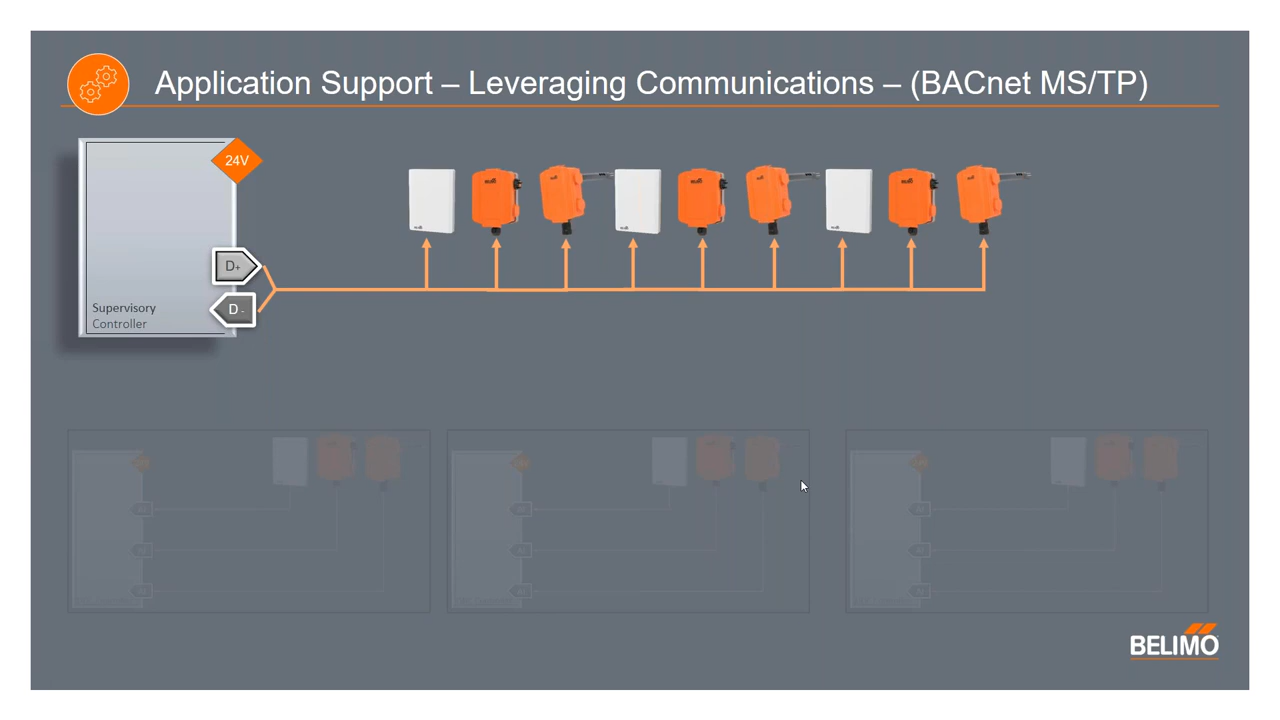 Application Support – Leveraging Communications – (BACnet MS/TP)
24V
D+
D -
Supervisory
Controller
BELIMO